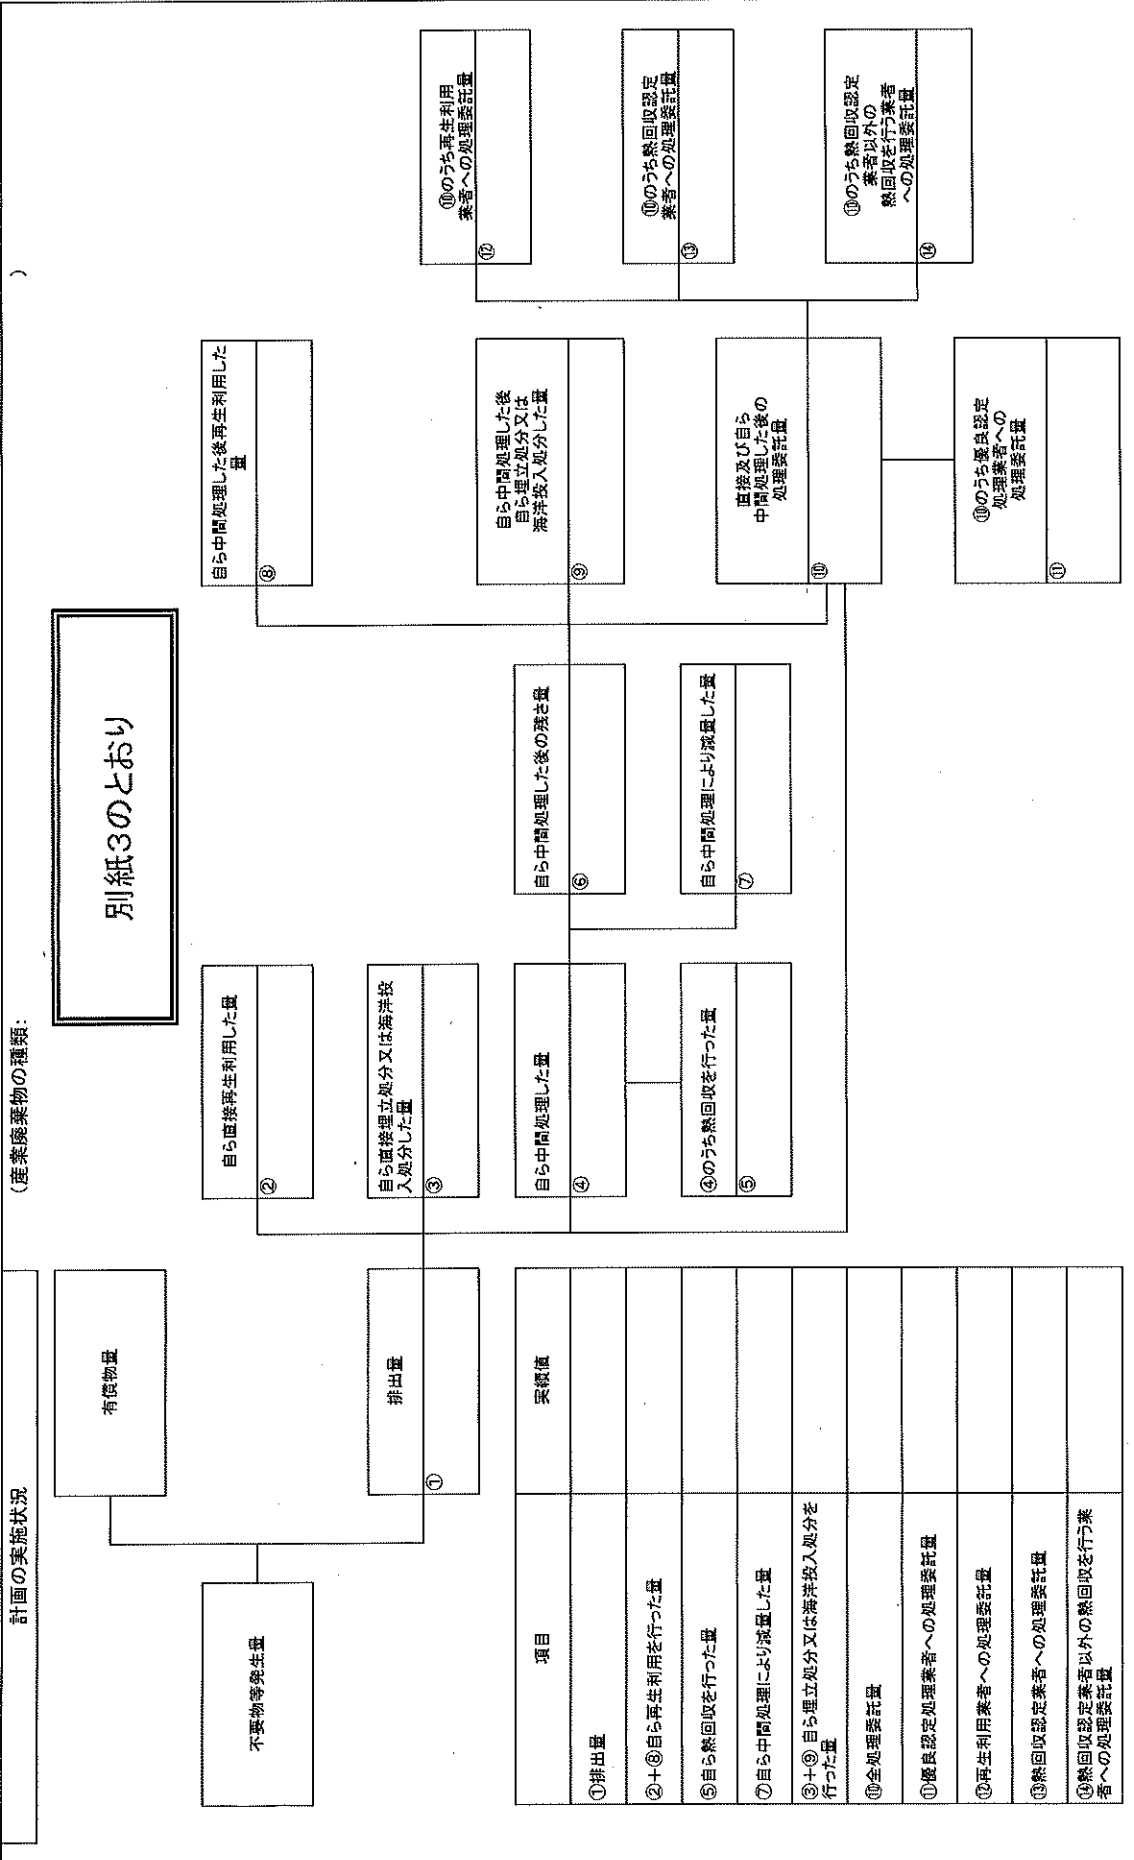 計画の実施状況
(産業廃棄物の種類:
)
別紙3のとおり
不要物等発生量
有償物量
排出量
①
自ら直接再生利用した量
②
自ら直接埋立処分又は海洋投
入処分した量
③
自ら中間処理した量
④
④のうち熱回収を行った量
⑤
自ら中間処理した後の残さ量
⑥
自ら中間処理により減量した量
⑦
自ら中間処理した後再生利用した
量
⑧
自ら中間処理した後
自ら埋立処分又は
海洋投入処分した量
⑨
直接及び自ら
中間処理した後の
処理委託量
⑩
⑩のうち優良認定
処理業者への
処理委託量
⑪
⑩のうち再生利用
業者への処理委託量
⑫
⑩のうち熱回収認定
業者への処理委託量
⑬
⑩のうち熱回収認定
業者以外の
熱回収を行う業者
への処理委託量
⑭
項目
実績値
①排出量
②+⑧自ら再生利用を行った量
⑤自ら熱回収を行った量
⑦自ら中間処理により減量した量
③+⑨ 自ら埋立処分又は海洋投入処分を
行った量
⑩全処理委託量
⑪優良認定処理業者への処理委託量
⑫再生利用業者への処理委託量
⑬熱回収認定業者への処理委託量
⑭熱回収認定業者以外の熱回収を行う業
者への処理委託量